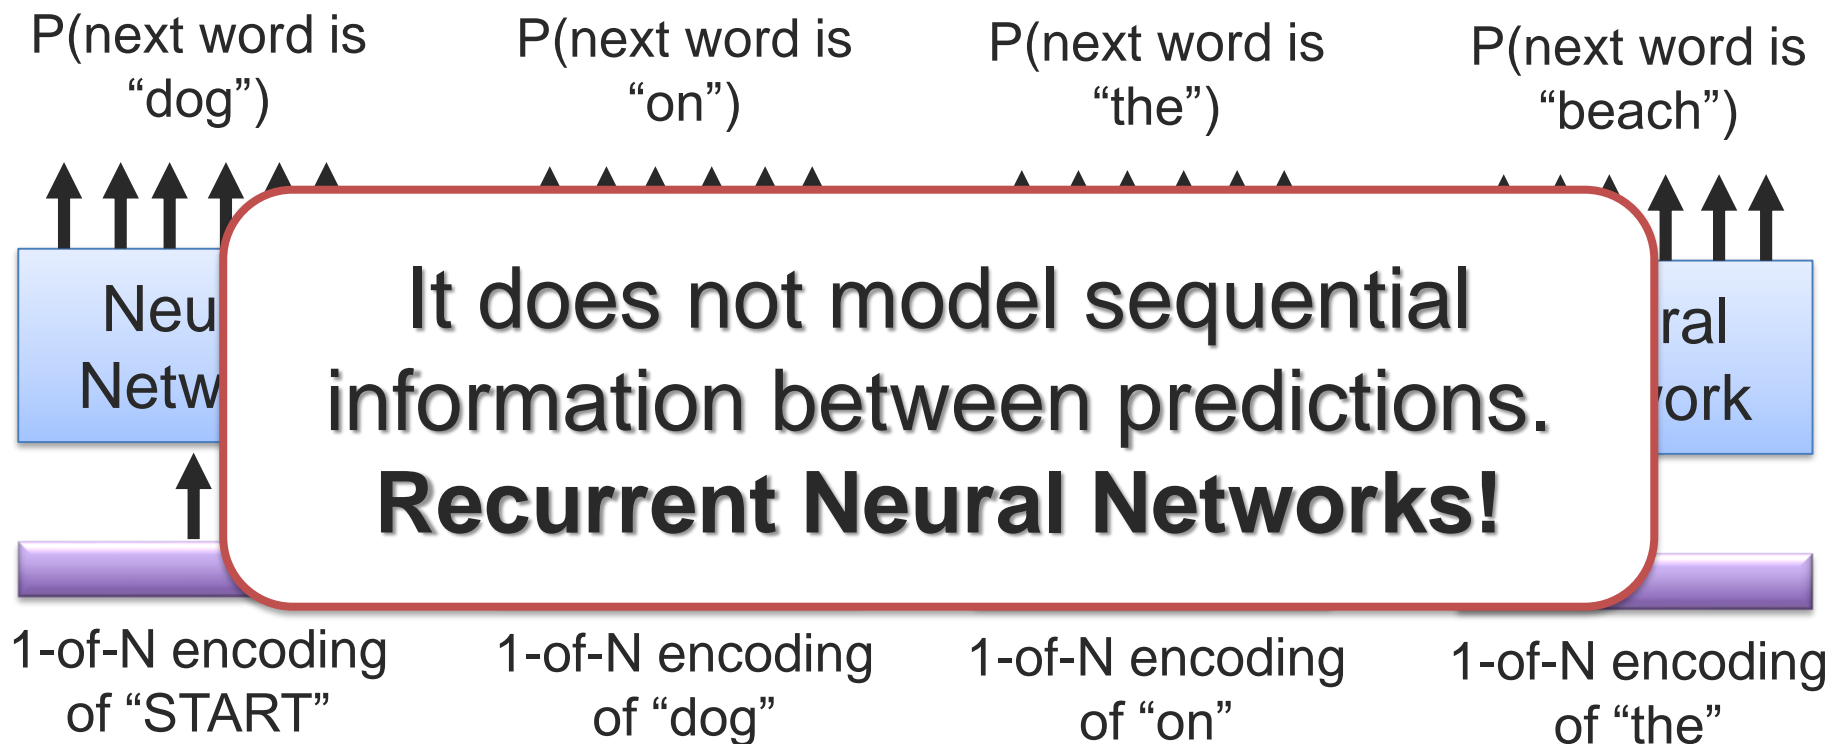 P(next word is
“dog”)
P(next word is
“on”)
P(next word is
“the”)
P(next word is
“beach”)
Neu
Netw
It does not model sequential
information between predictions.
Recurrent Neural Networks!
ral
ork
1-of-N encoding
of “START”
1-of-N encoding
of “dog”
1-of-N encoding
of “on”
1-of-N encoding
of “the”